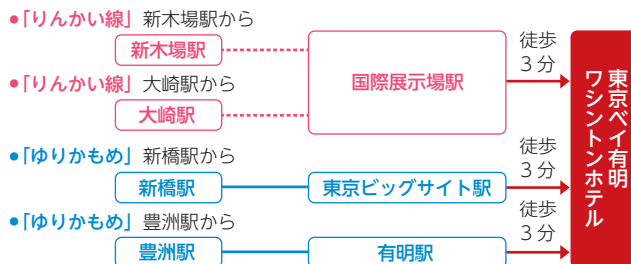 ●「りんかい線」新木場駅から
新木場駅
●「りんかい線」大崎駅から
大崎駅
国際展示場駅
徒歩
3分
●「ゆりかもめ」新橋駅から
新橋駅
東京ビッグサイト駅
徒歩
3分
●「ゆりかもめ」豊洲駅から
豊洲駅
有明駅
徒歩
3分
東京ベイ有明
ワシントンホテル